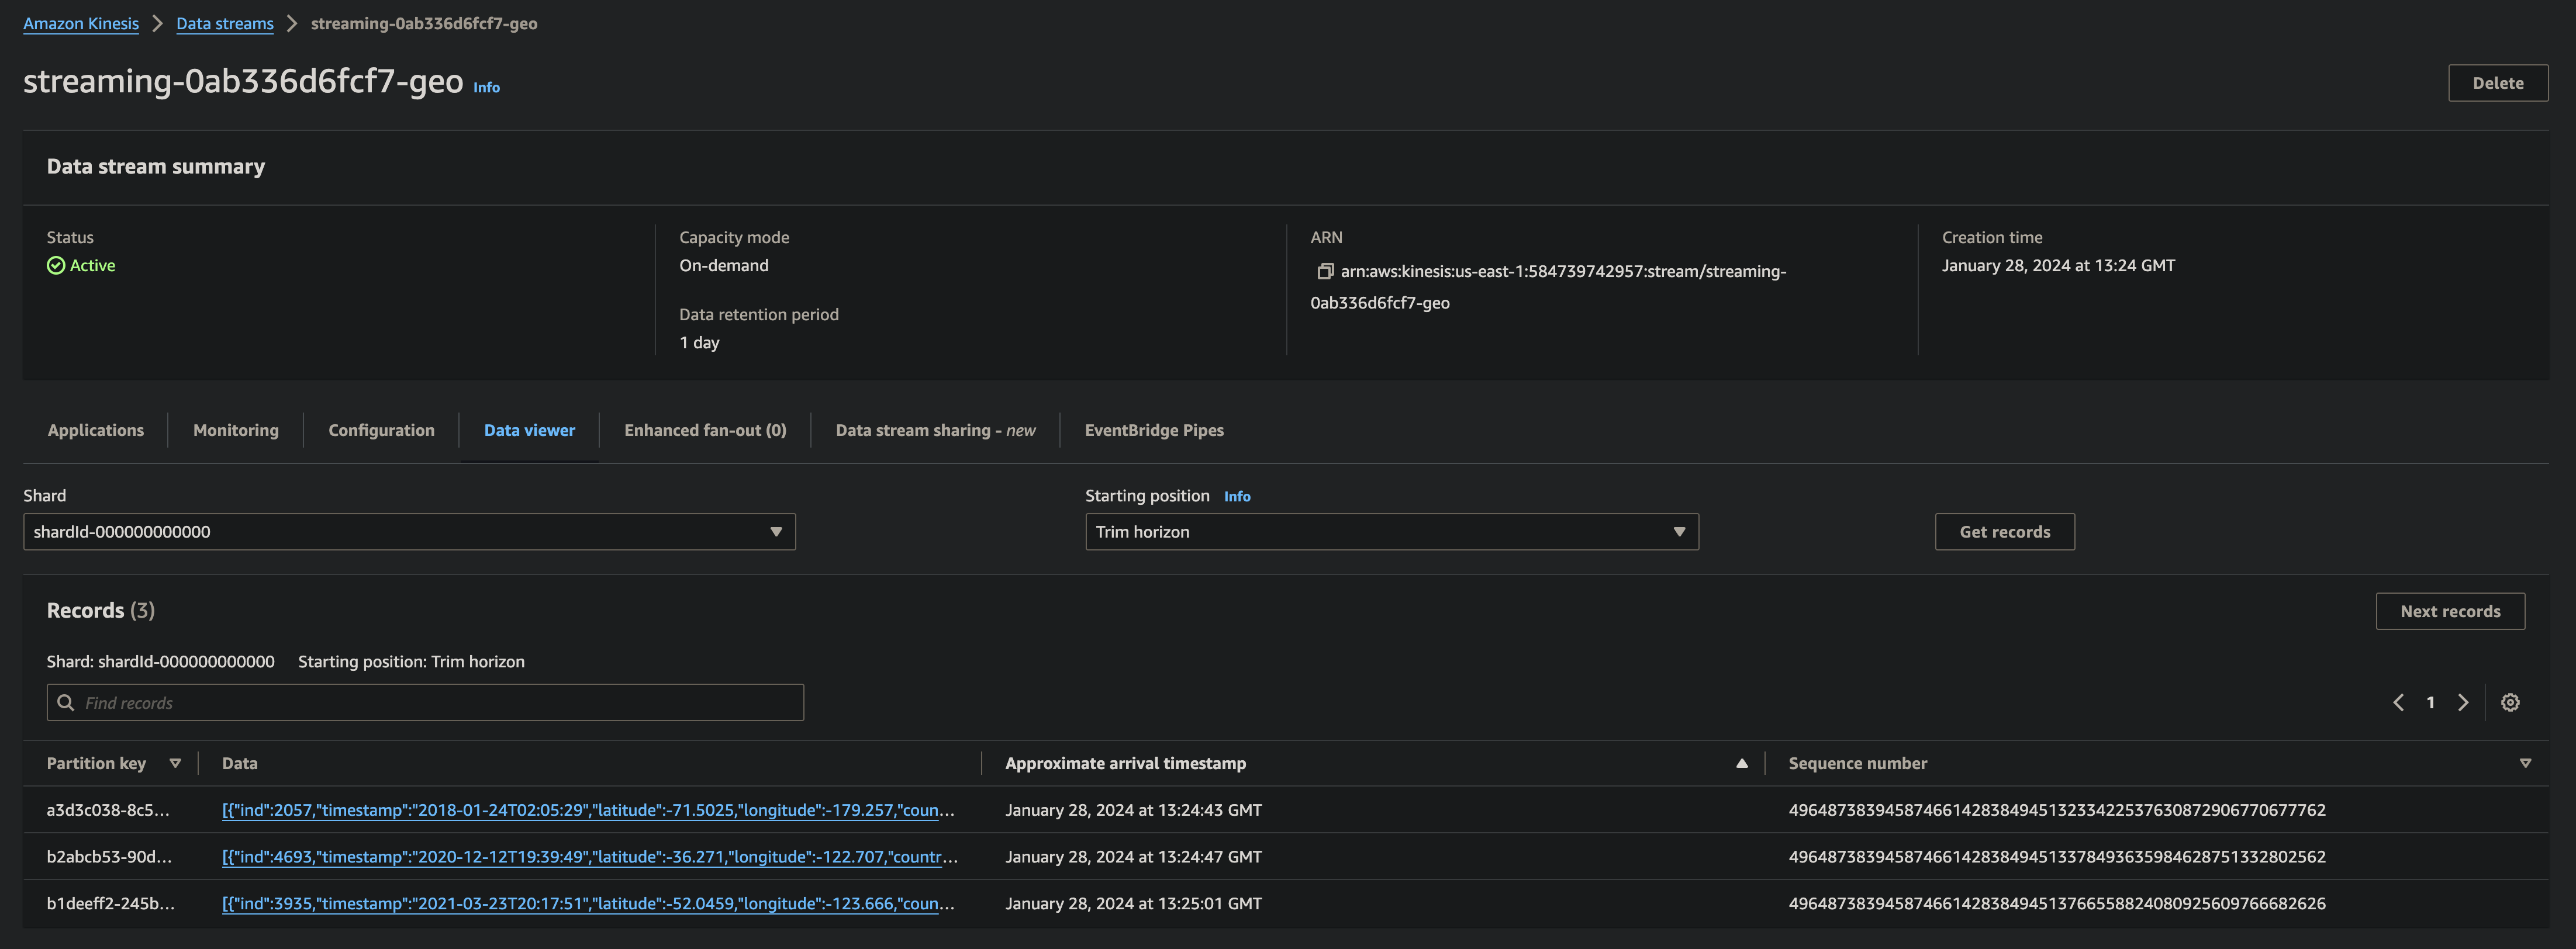 Amazon Kinesis > Data streams > streaming-0ab336d6fcf7-geo
streaming-0ab336d6fcf7-geo Info
Delete
Data stream summary
Status
Active
Capacity mode
On-demand
Data retention period
1 day
ARN
arn:aws:kinesis:us-east-1:584739742957:stream/streaming-
0ab336d6fcf7-geo
Creation time
January 28, 2024 at 13:24 GMT
Applications Monitoring Configuration Data viewer Enhanced fan-out (0) Data stream sharing - new EventBridge Pipes
Shard
shardId-000000000000
Starting position Info
Trim horizon
Get records
Records (3)
Next records
Shard: shardId-000000000000 Starting position: Trim horizon
Find records
1
Partition key Data Approximate arrival timestamp Sequence number
a3d3c038-8c5... [{"ind":2057,"timestamp":"2018-01-24T02:05:29","latitude":-71.5025,"longitude":-179.257,"coun... January 28, 2024 at 13:24:43 GMT 49648738394587466142838494513233422537630872906770677762
b2abcb53-90d... [{"ind":4693,"timestamp":"2020-12-12T19:39:49","latitude":-36.271,"longitude":-122.707,"countr... January 28, 2024 at 13:24:47 GMT 49648738394587466142838494513378493635984628751332802562
b1deeff2-245b... [{"ind":3935,"timestamp":"2021-03-23T20:17:51","latitude":-52.0459,"longitude":-123.666,"coun... January 28, 2024 at 13:25:01 GMT 49648738394587466142838494513766558824080925609766682626